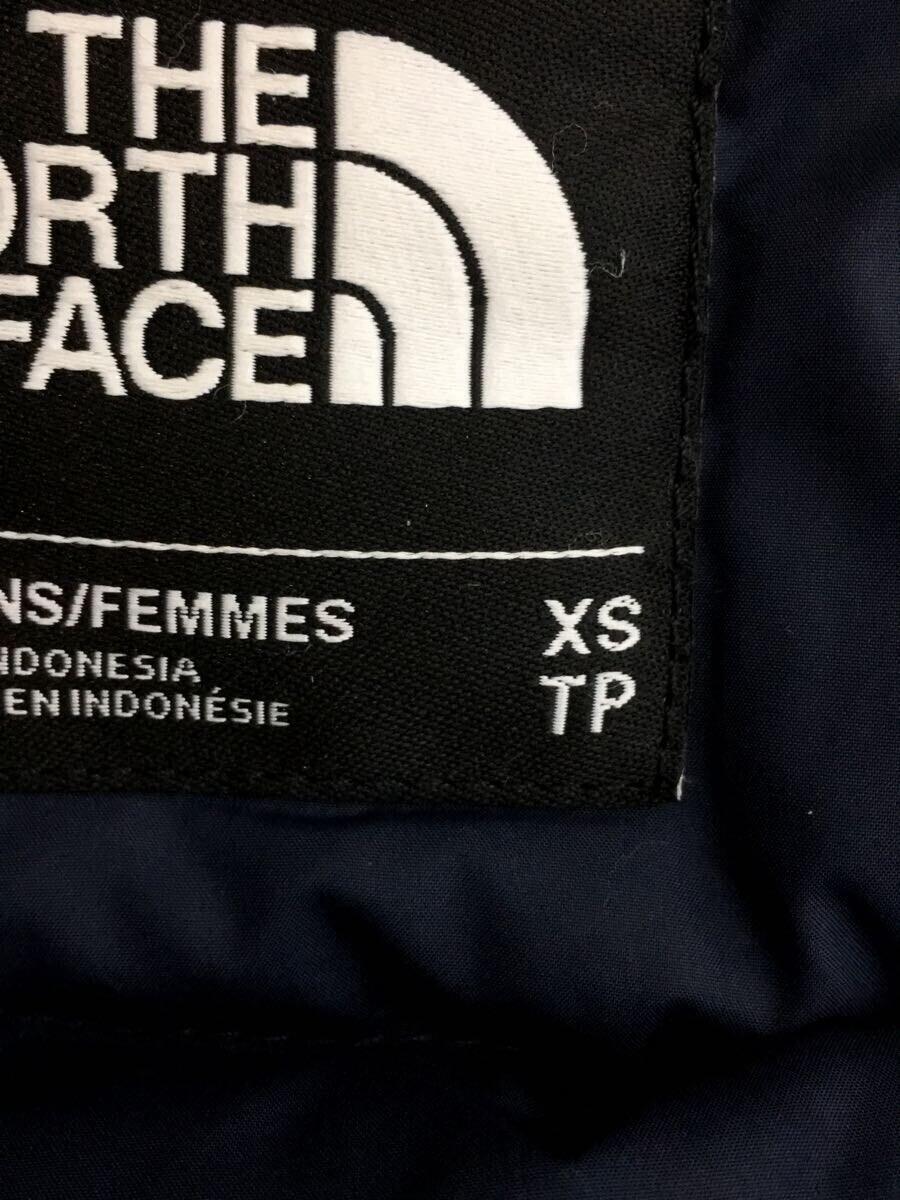 THE
ORTH
FACE
NS/FEMMES XS
NDONESIA
EN INDONÉSIE TP